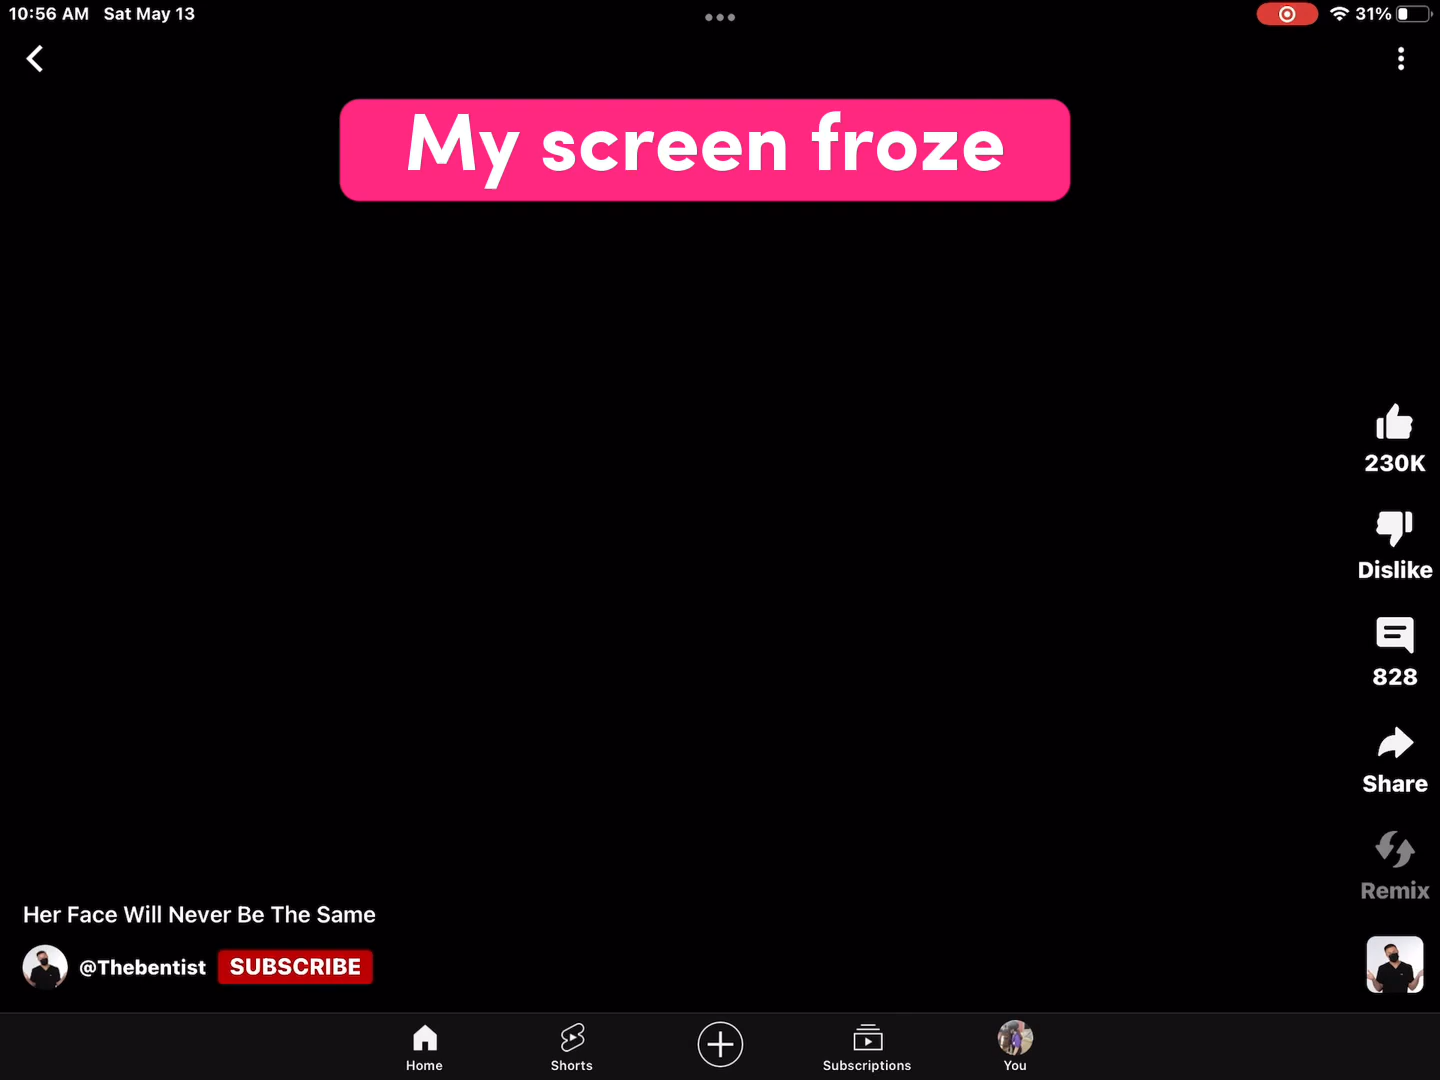 10:56 AM Sat May 13
31%
My screen froze
230K
Dislike
828
Share
Remix
Her Face Will Never Be The Same
@Thebentist SUBSCRIBE
Home Shorts Subscriptions You